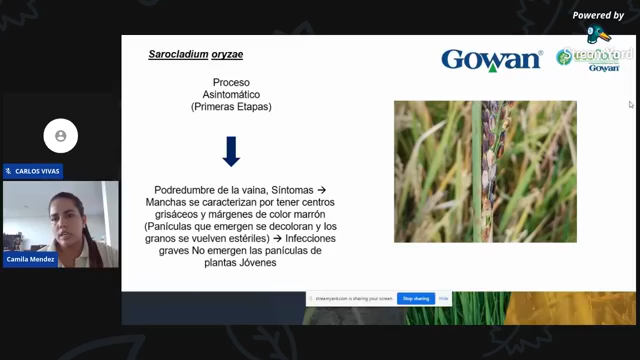 Powered by
StreamYard
Sarocladium oryzae
Gowan®
Gowan
Proceso
Asintomático
(Primeras Etapas)
Podredumbre de la vaina, Síntomas →
Manchas se caracterizan por tener centros
grisáceos y márgenes de color marrón
(Panículas que emergen se decoloran y los
granos se vuelven estériles) → Infecciones
graves No emergen las panículas de
plantas Jóvenes
CARLOS VIVAS
Camila Mendez
streamyard.com is sharing your screen.
Stop sharing
Hide